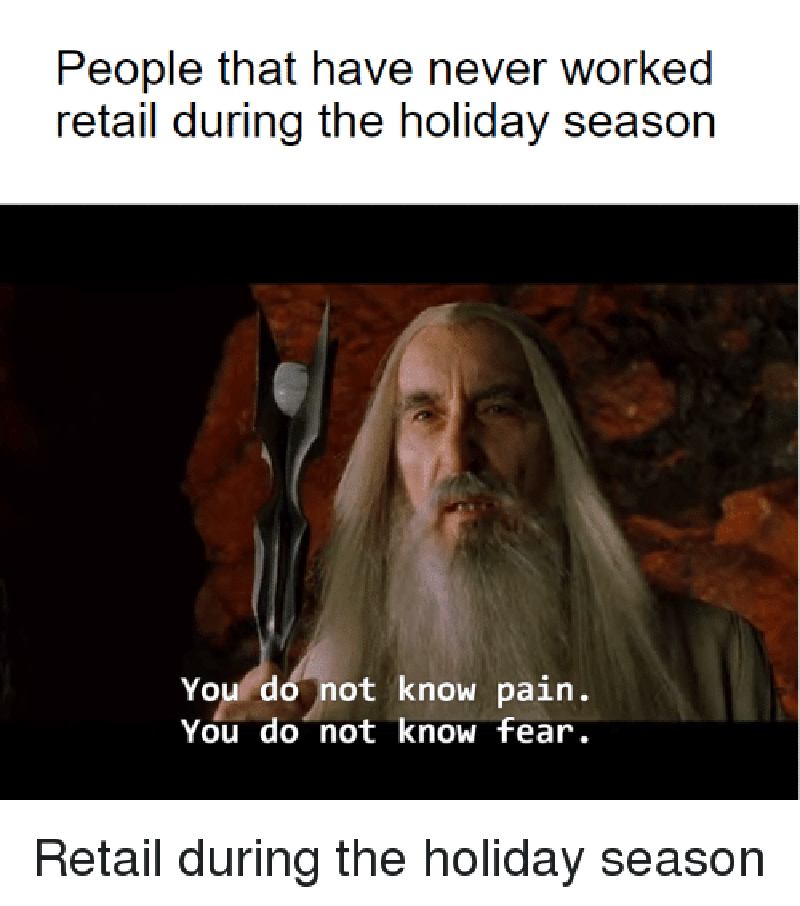 People that have never worked
retail during the holiday season
You do not know pain.
You do not know fear.
Retail during the holiday season